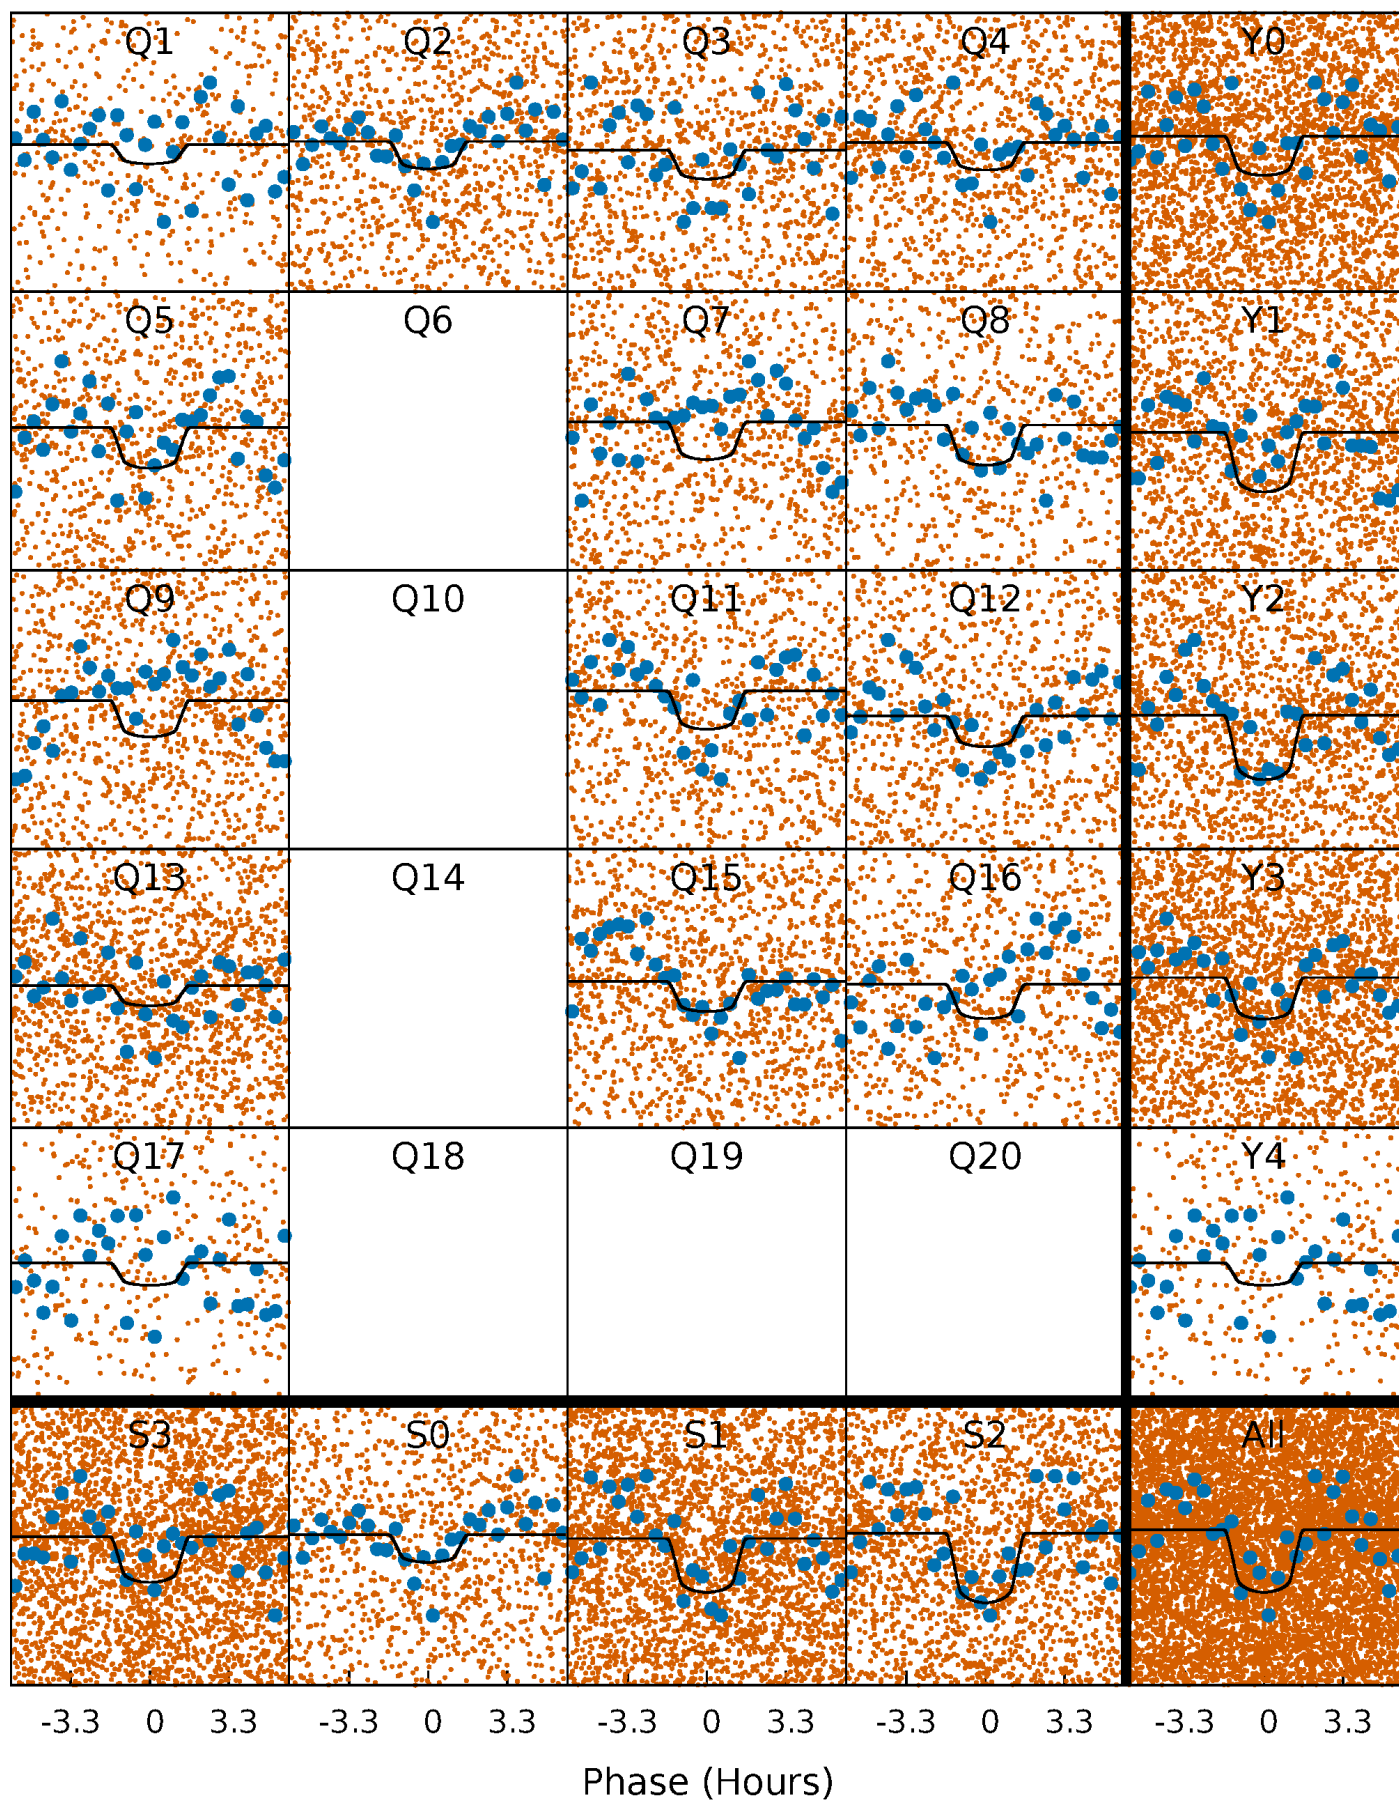 Q1 Q2 Q3 Q4 Y0
Q5 Q6 Q7 Q8 Y1
Q9 Q10 Q11 Q12 Y2
Q13 Q14 Q15 Q16 Y3
Q17 Q18 Q19 Q20 Y4
S3 S0 S1 S2 All
-3.3 0 3.3 -3.3 0 3.3 -3.3 0 3.3 -3.3 0 3.3 -3.3 0 3.3
Phase (Hours)